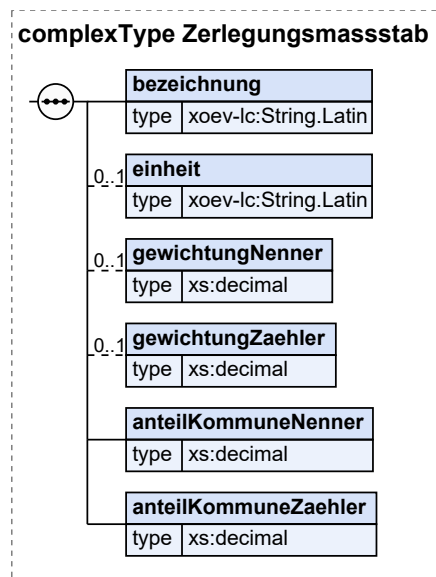 complexType Zerlegungsmassstab
bezeichnung
type xoev-lc:String.Latin
0..1 einheit
type xoev-lc:String.Latin
0..1 gewichtungNenner
type xs:decimal
0..1 gewichtungZaehler
type xs:decimal
anteilKommuneNenner
type xs:decimal
anteilKommuneZaehler
type xs:decimal